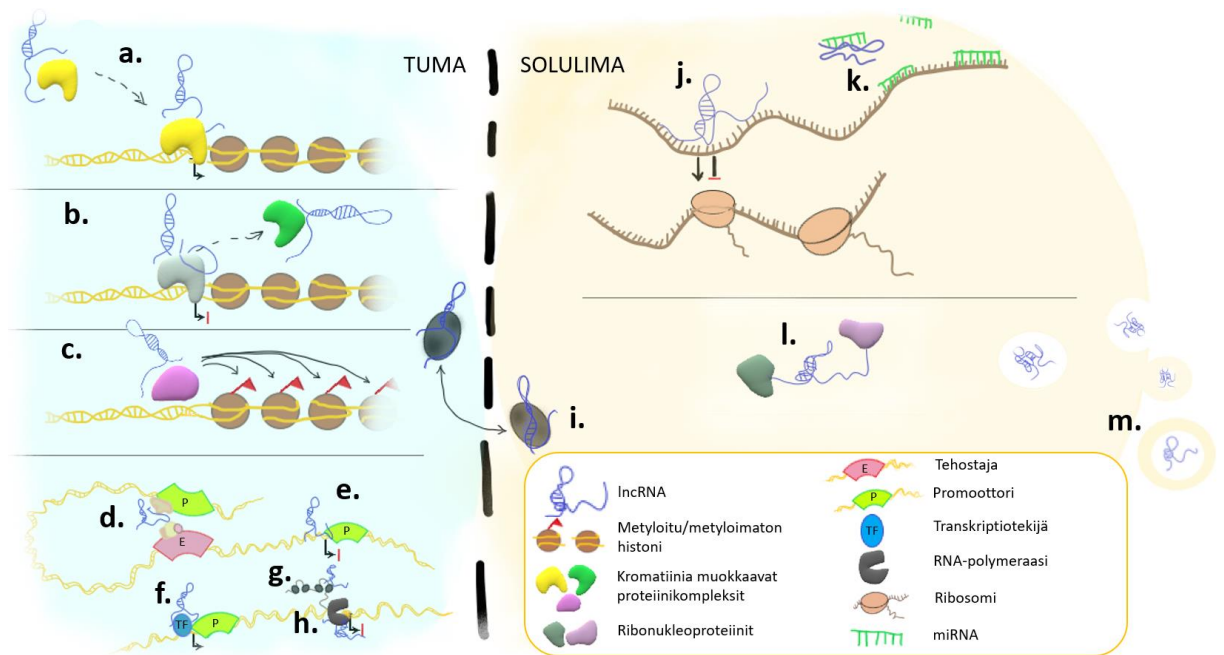 a.
TUMA
SOLULIMA
j.
k.
b.
c.
l.
i.
m.
d.
P
E
e.
P
f.
TF
P
g.
h.
lncRNA
Metyloitu/metyloimaton
histoni
Kromatiinia muokkaavat
proteiinikompleksit
Ribonukleoproteiinit
E
Tehostaja
P
Promoottori
TF
Transkriptiotekijä
RNA-polymeraasi
Ribosomi
miRNA